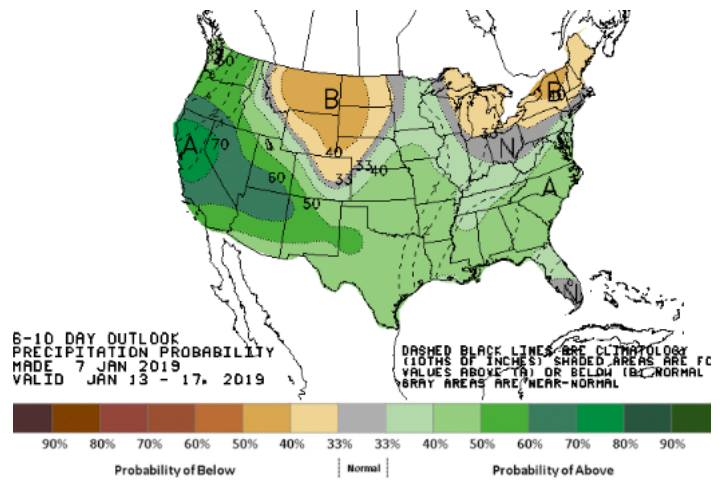 60
B
B
A
70
N
33
40
33
40
33
60
50
A
N
6-10 DAY OUTLOOK
PRECIPITATION PROBABILITY
MADE 7 JAN 2019
VALID JAN 13 - 17, 2019
DASHED BLACK LINES ARE CLIMATOLOGY
(10THS OF INCHES) SHADED AREAS ARE FO
VALUES ABOVE (A) OR BELOW (B) NORMAL
GRAY AREAS ARE NEAR-NORMAL
90% 80% 70% 60% 50% 40% 33% 33% 40% 50% 60% 70% 80% 90%
Probability of Below Normal Probability of Above